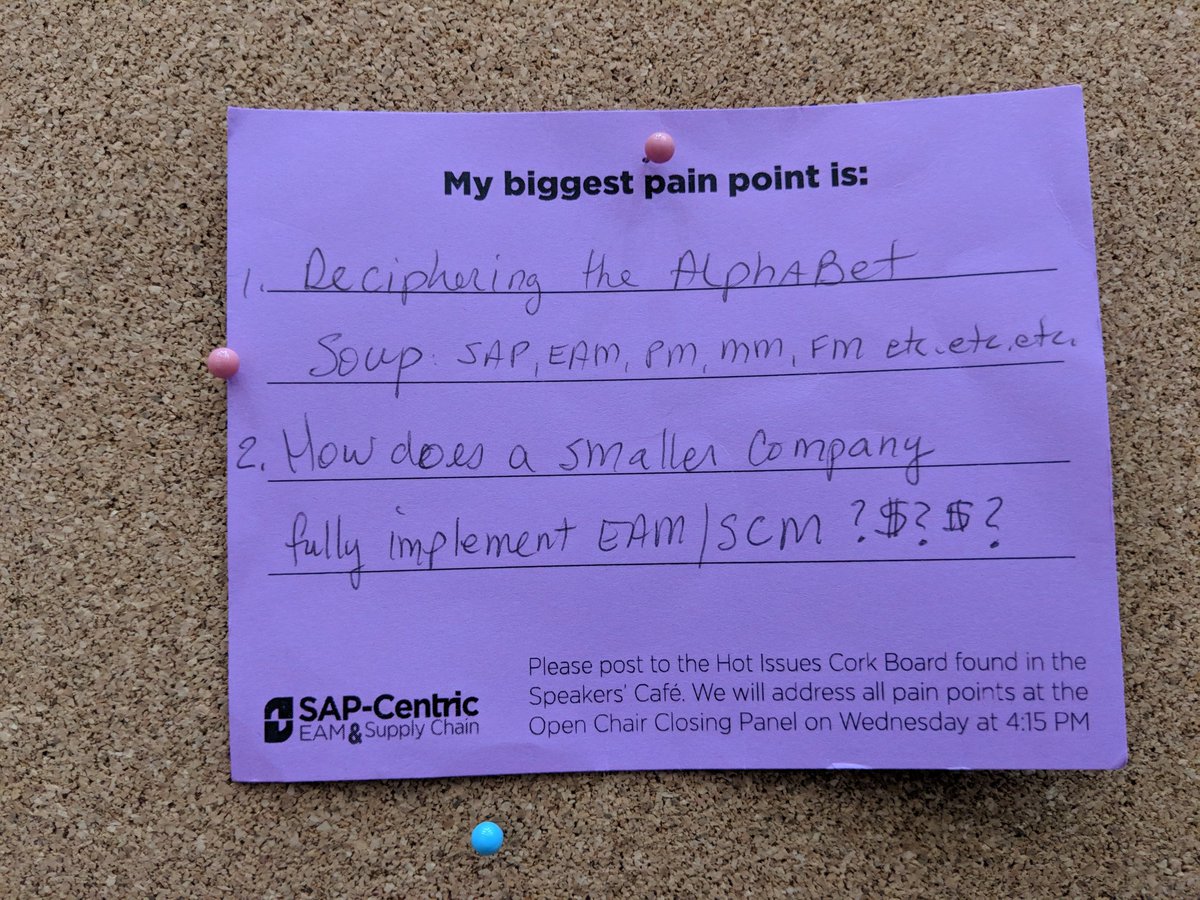 My biggest pain point is:
1. Deciphering the AlphABet
Soup: SAP, EAM, PM, MM, FM etc. etc. etc.
2. How does a smaller Company
fully implement EAM/SCM ?$?$?
SAP-Centric
EAM & Supply Chain
Please post to the Hot Issues Cork Board found in the
Speakers' Café. We will address all pain points at the
Open Chair Closing Panel on Wednesday at 4:15 PM